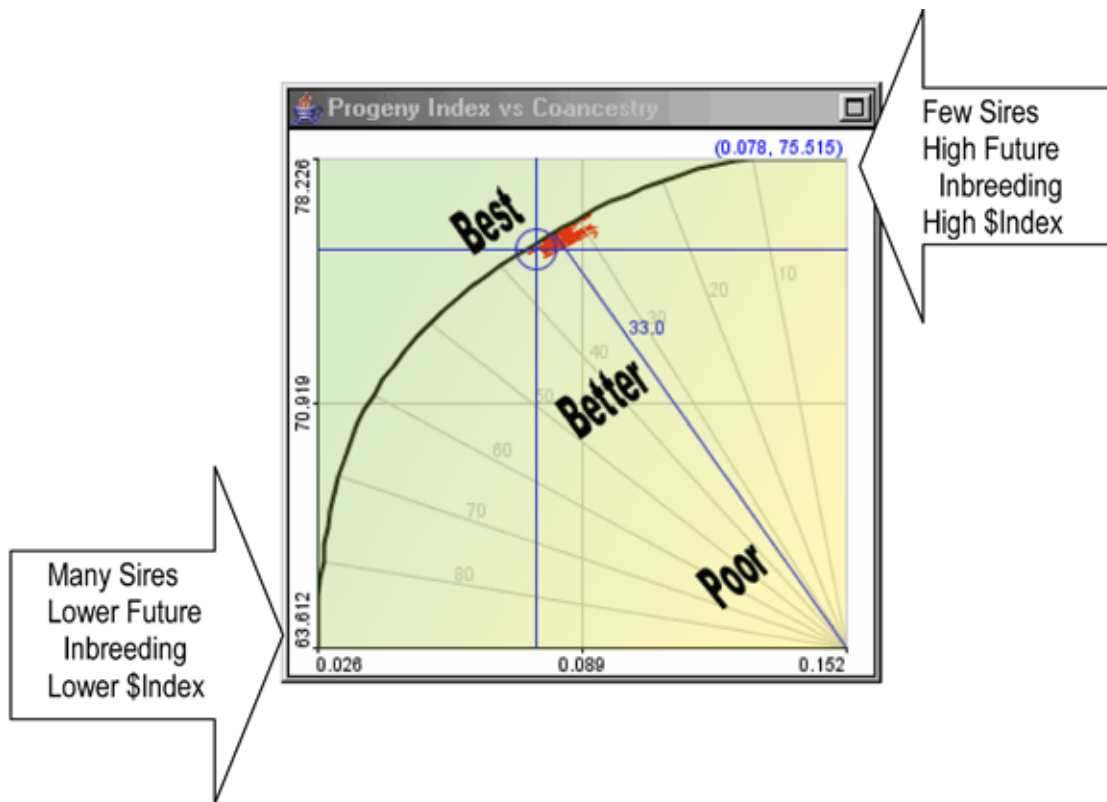 Progeny Index vs Coancestry
(0.078, 75.515)
Few Sires
High Future
Inbreeding
High $Index
78.226
Best
10
20
30
33.0
40
70.919
Better
50
60
70
Poor
80
63.612
0.026
0.089
0.152
Many Sires
Lower Future
Inbreeding
Lower $Index